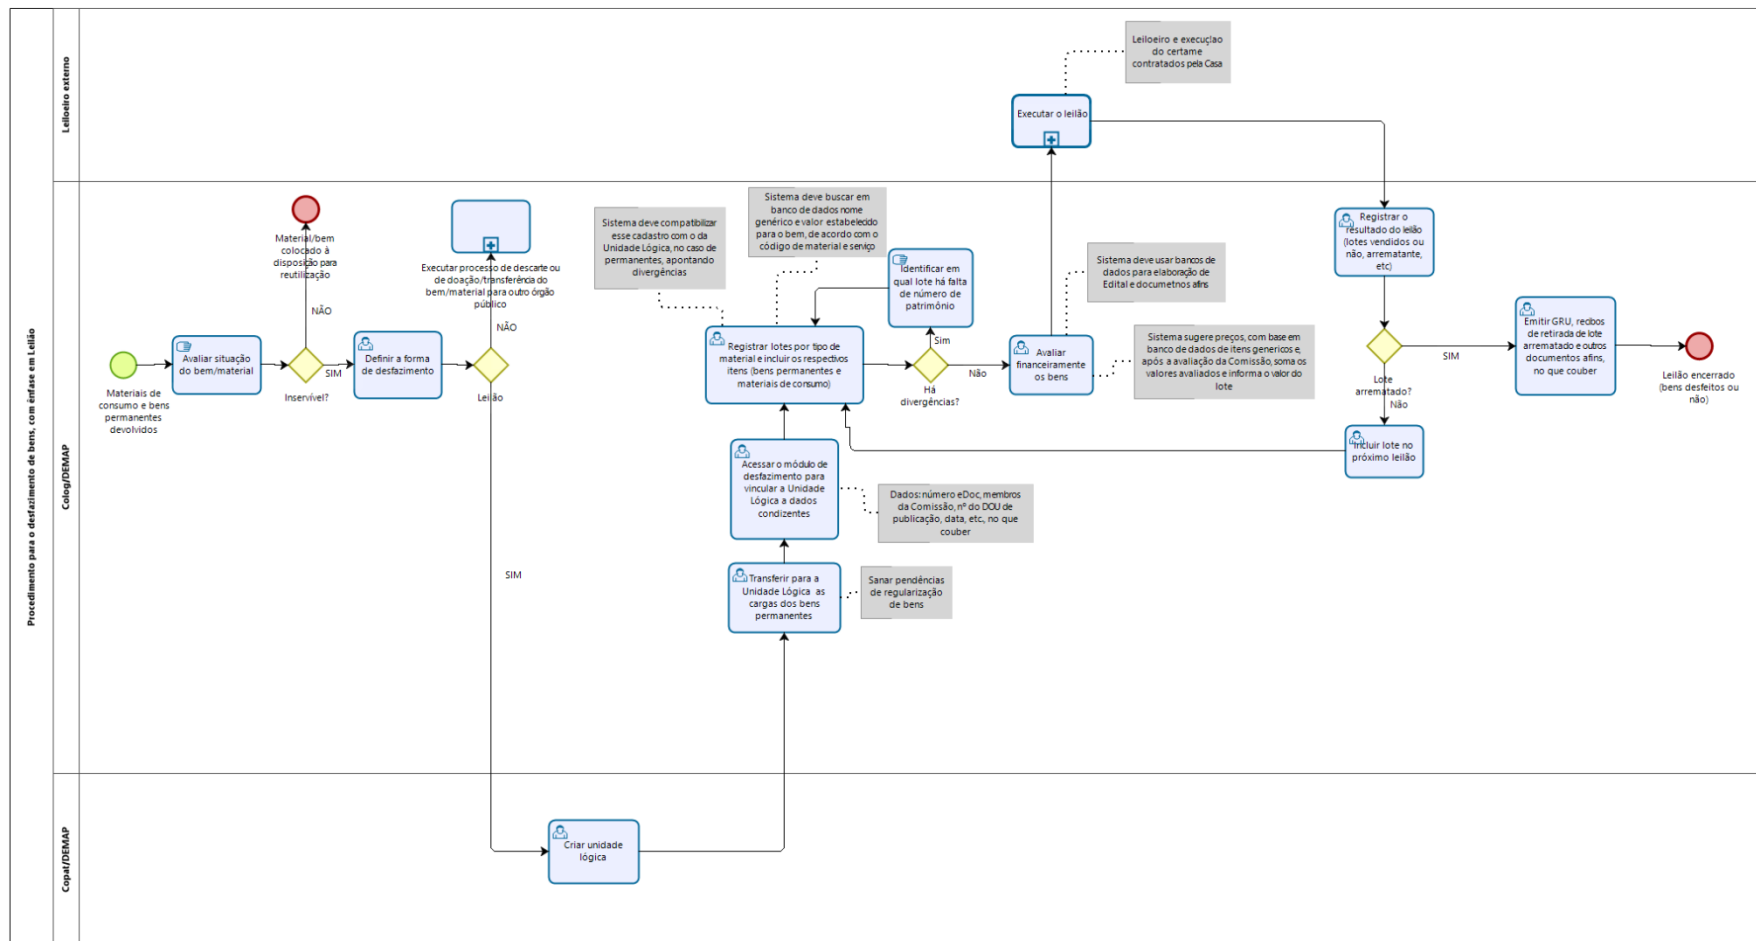 Procedimento para o desfazimento de bens, com ênfase em Leilão
Leiloeiro externo
Leiloeiro e execuçlao
do certame
contratados pela Casa
Executar o leilão
Colog/DEMAP
Materiais de
consumo e bens
permanentes
devolvidos
Avaliar situação
do bem/material
Inservível?
NÃO
Material/bem
colocado à
disposição para
reutilização
SIM
Definir a forma
de desfazimento
Leilão
NÃO
Executar processo de descarte ou
de doação/transferência do
bem/material para outro órgão
público
SIM
Sistema deve compatibilizar
esse cadastro com o da
Unidade Lógica, no caso de
permanentes, apontando
divergências
Sistema deve buscar em
banco de dados nome
genérico e valor estabelecido
para o bem, de acordo com o
código de material e serviço
Registrar lotes por tipo de
material e incluir os respectivos
itens (bens permanentes e
materiais de consumo)
Identificar em
qual lote há falta
de número de
patrimônio
Sim
Há
divergências?
Não
Avaliar
financeiramente
os bens
Sistema deve usar bancos de
dados para elaboração de
Edital e documetnos afins
Sistema sugere preços, com base em
banco de dados de itens genericos e,
após a avaliação da Comissão, soma os
valores avaliados e informa o valor do
lote
Acessar o módulo de
desfazimento para
vincular a Unidade
Lógica a dados
condizentes
Dados: número eDoc, membros
da Comissão, nº do DOU de
publicação, data, etc., no que
couber
Transferir para a
Unidade Lógica as
cargas dos bens
permanentes
Sanar pendências
de regularização
de bens
Registrar o
resultado do leilão
(lotes vendidos ou
não, arrematante,
etc)
Lote
arrematado?
SIM
Não
Emitir GRU, recibos
de retirada de lote
arrematado e outros
documentos afins,
no que couber
Leilão encerrado
(bens desfeitos ou
não)
Incluir lote no
próximo leilão
Copat/DEMAP
Criar unidade
lógica